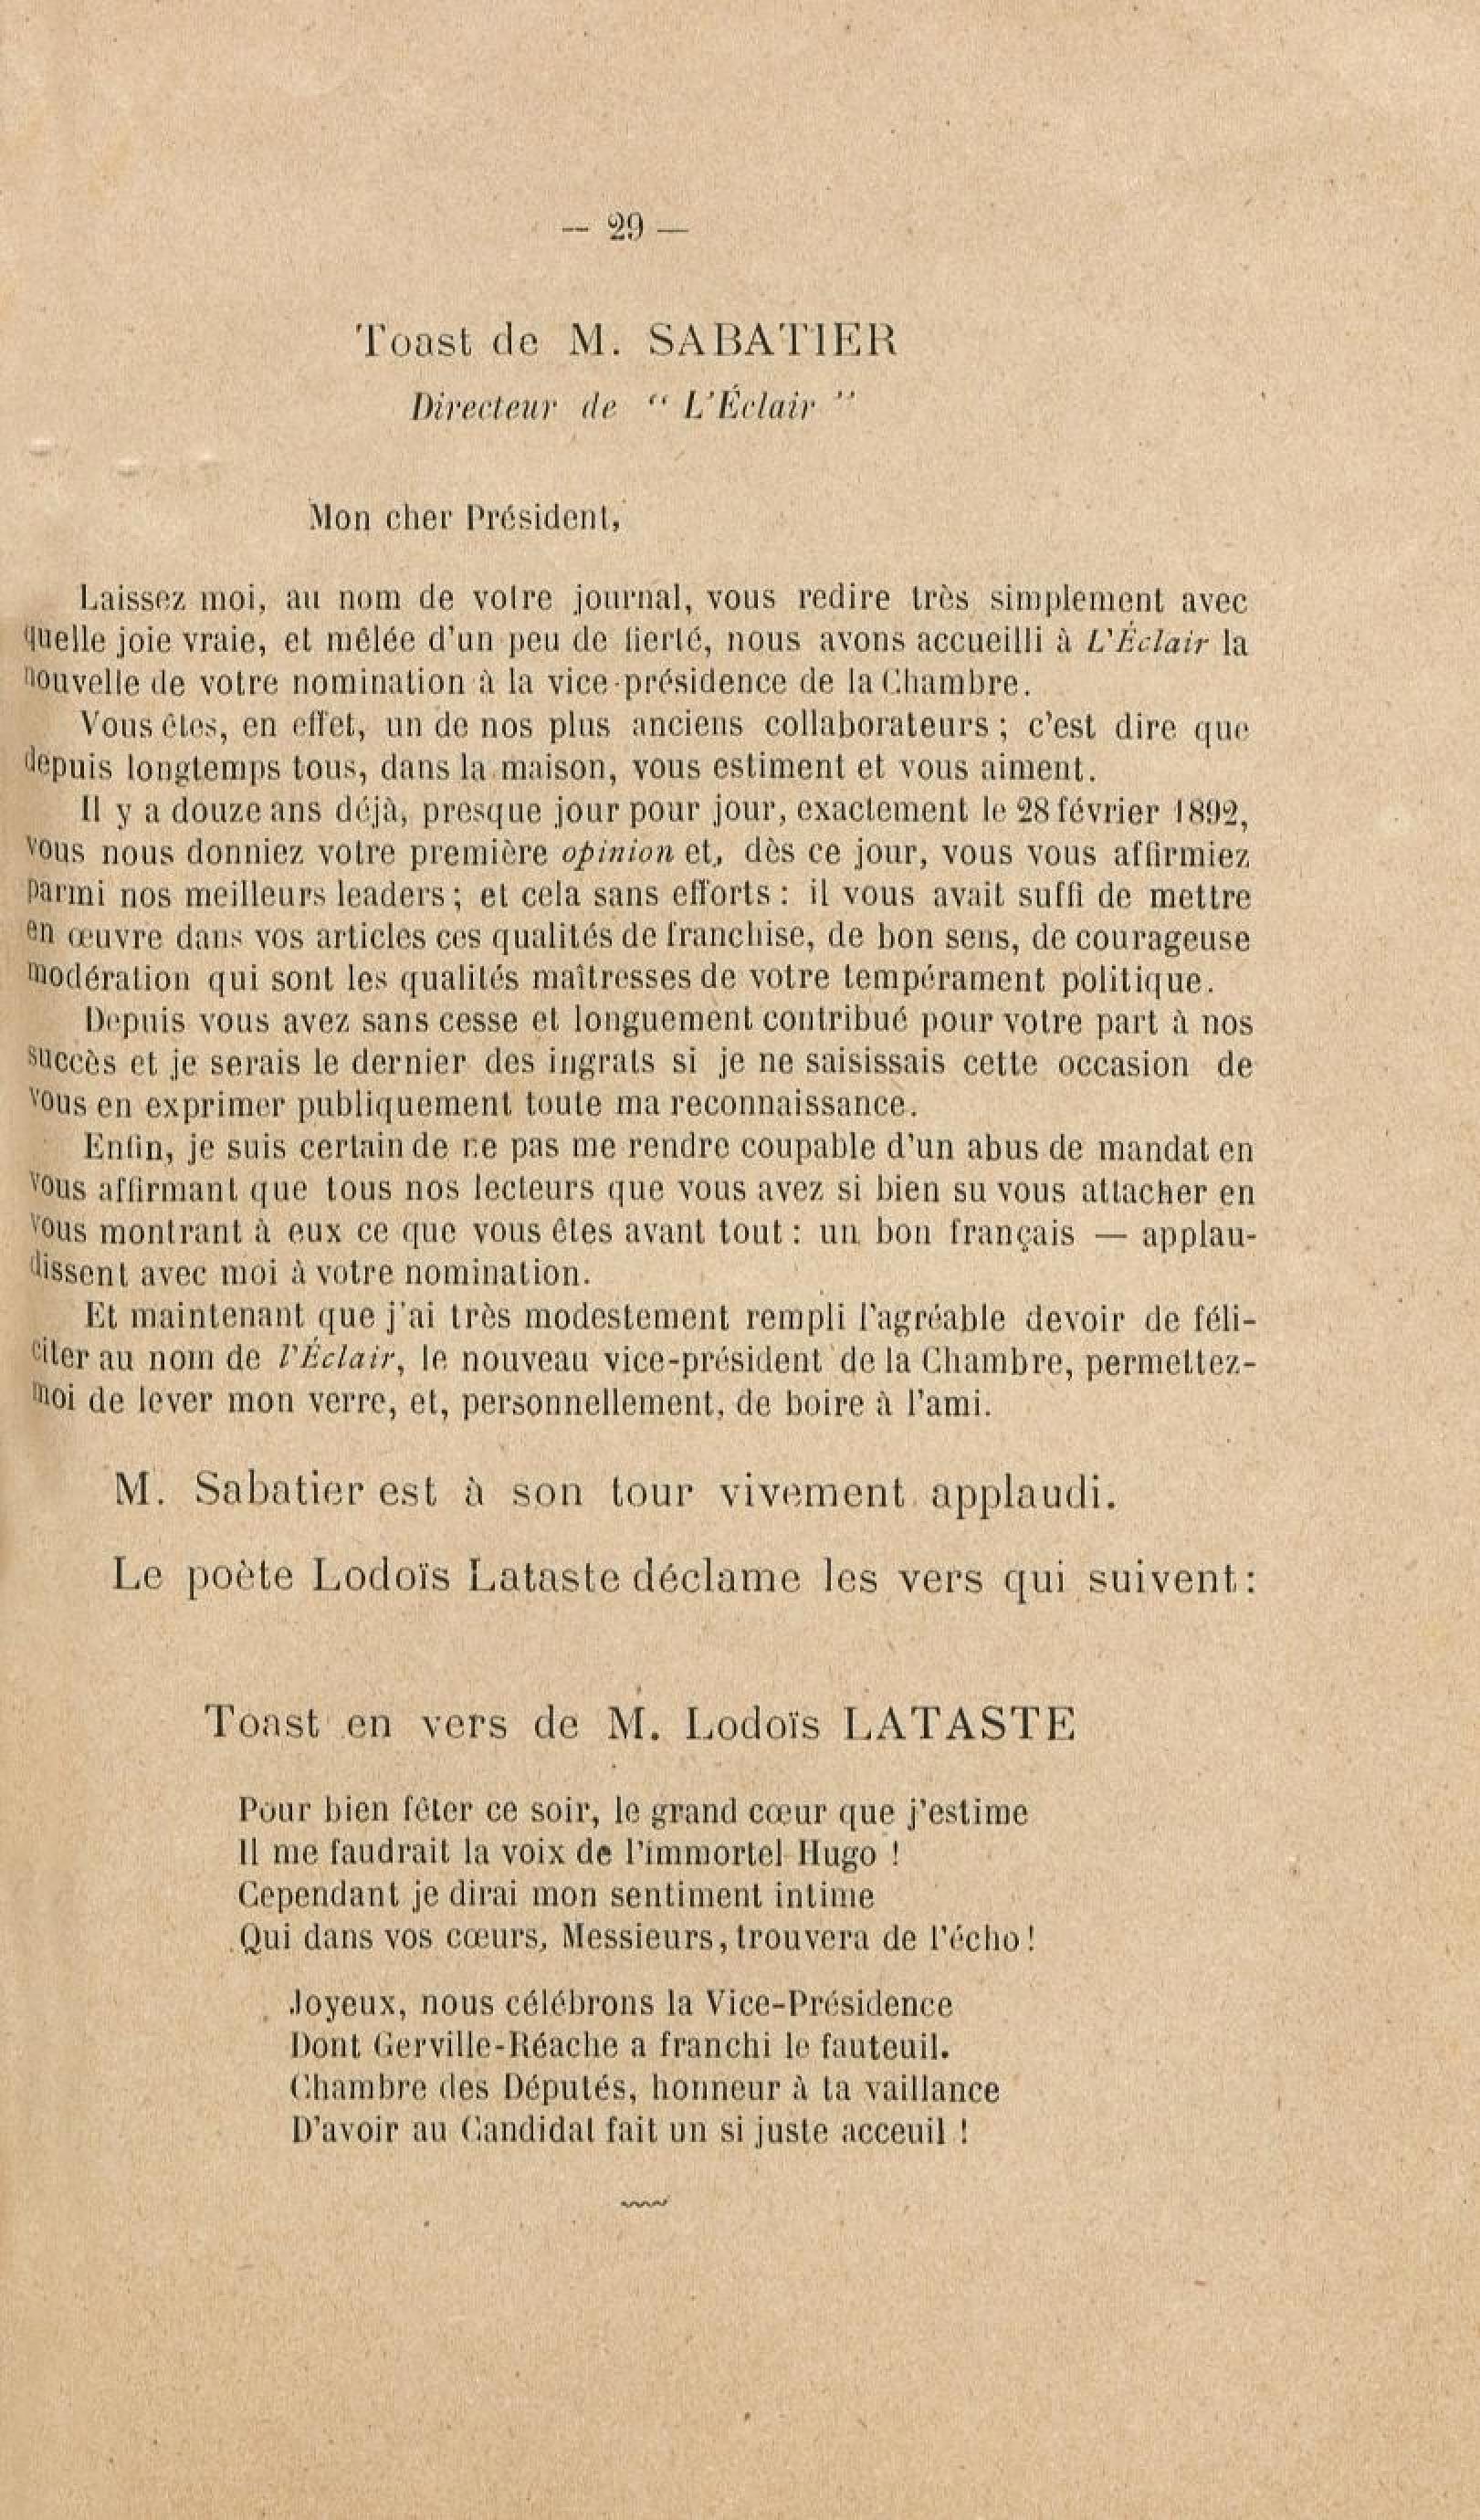 — 29 —
Toast de M. SABATIER
Directeur de “ L'Éclair ”
Mon cher Président,
Laissez moi, au nom de votre journal, vous redire très simplement avec
quelle joie vraie, et mêlée d'un peu de fierté, nous avons accueilli à L'Éclair la
nouvelle de votre nomination à la vice-présidence de la Chambre.
Vous êtes, en effet, un de nos plus anciens collaborateurs ; c'est dire que
depuis longtemps tous, dans la maison, vous estiment et vous aiment.
Il y a douze ans déjà, presque jour pour jour, exactement le 28 février 1892,
vous nous donniez votre première opinion et, dès ce jour, vous vous affirmiez
parmi nos meilleurs leaders ; et cela sans efforts : il vous avait suffi de mettre
en œuvre dans vos articles ces qualités de franchise, de bon sens, de courageuse
modération qui sont les qualités maîtresses de votre tempérament politique.
Depuis vous avez sans cesse et longuement contribué pour votre part à nos
succès et je serais le dernier des ingrats si je ne saisissais cette occasion de
vous en exprimer publiquement toute ma reconnaissance.
Enfin, je suis certain de ne pas me rendre coupable d'un abus de mandat en
vous affirmant que tous nos lecteurs que vous avez si bien su vous attacher en
vous montrant à eux ce que vous êtes avant tout : un bon français — applau-
dissent avec moi à votre nomination.
Et maintenant que j'ai très modestement rempli l'agréable devoir de féli-
citer au nom de l'Éclair, le nouveau vice-président de la Chambre, permettez-
moi de lever mon verre, et, personnellement, de boire à l'ami.
M. Sabatier est à son tour vivement applaudi.
Le poète Lodoïs Lataste déclame les vers qui suivent :
Toast en vers de M. Lodoïs LATASTE
Pour bien fêter ce soir, le grand cœur que j'estime
Il me faudrait la voix de l'immortel Hugo !
Cependant je dirai mon sentiment intime
Qui dans vos cœurs, Messieurs, trouvera de l'écho !
Joyeux, nous célébrons la Vice-Présidence
Dont Gerville-Réache a franchi le fauteuil.
Chambre des Députés, honneur à ta vaillance
D'avoir au Candidat fait un si juste acceuil !